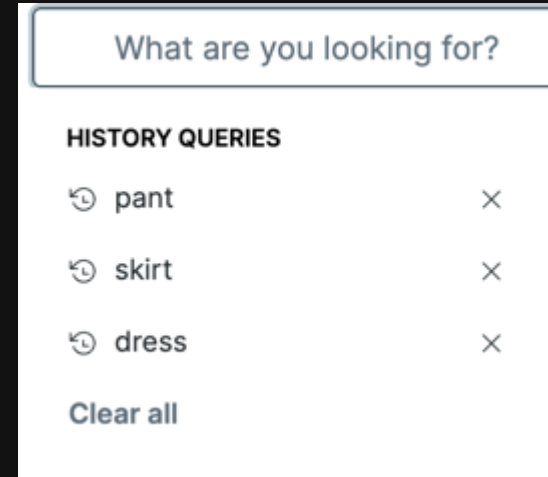 What are you looking for?
HISTORY QUERIES
pant
skirt
dress
Clear all